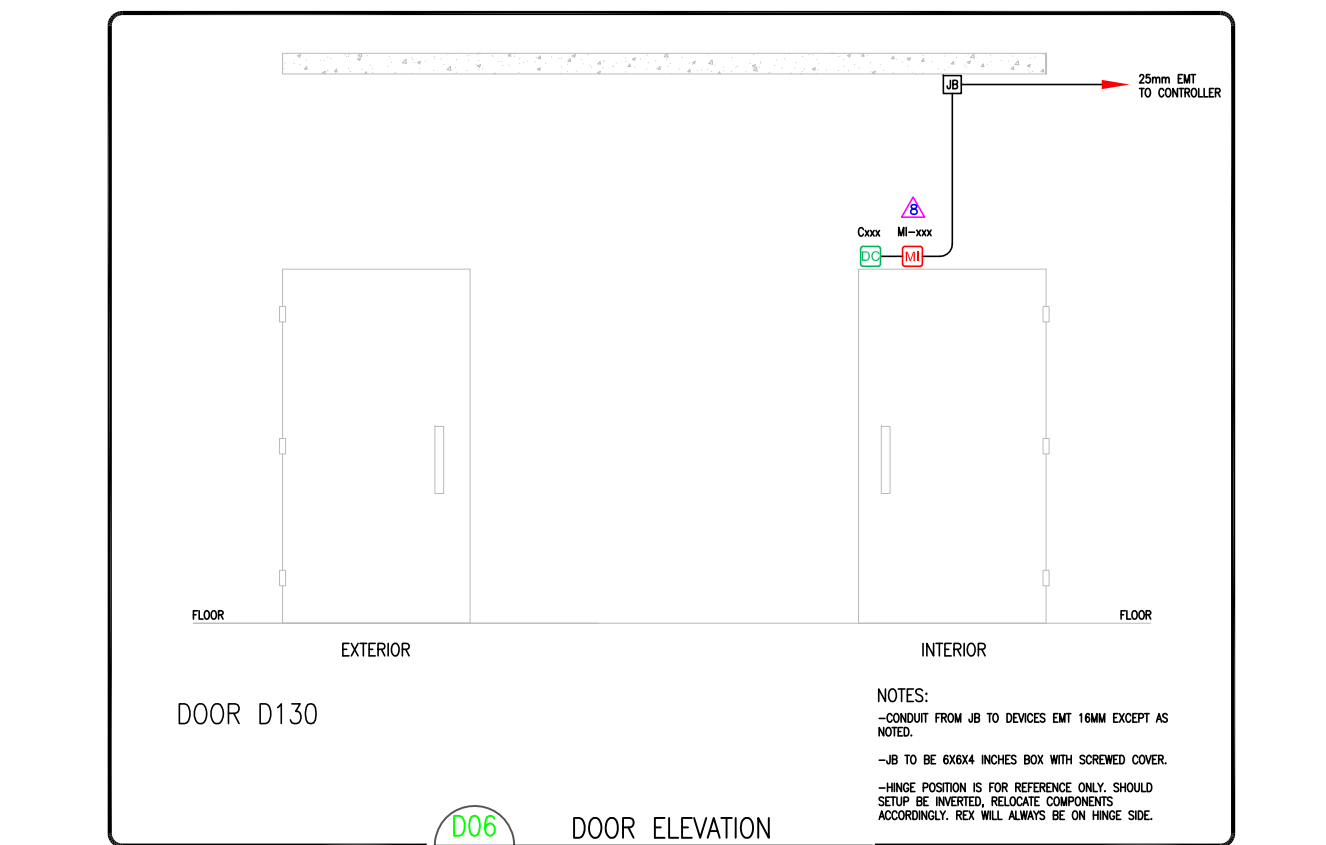 JB
25mm EMT
TO CONTROLLER
8
Cxxx MI-xxx
DC MI
FLOOR
FLOOR
EXTERIOR
INTERIOR
DOOR D130
NOTES:
-CONDUIT FROM JB TO DEVICES EMT 16MM EXCEPT AS
NOTED.
-JB TO BE 6X6X4 INCHES BOX WITH SCREWED COVER.
-HINGE POSITION IS FOR REFERENCE ONLY. SHOULD
SETUP BE INVERTED, RELOCATE COMPONENTS
ACCORDINGLY. REX WILL ALWAYS BE ON HINGE SIDE.
D06
DOOR ELEVATION